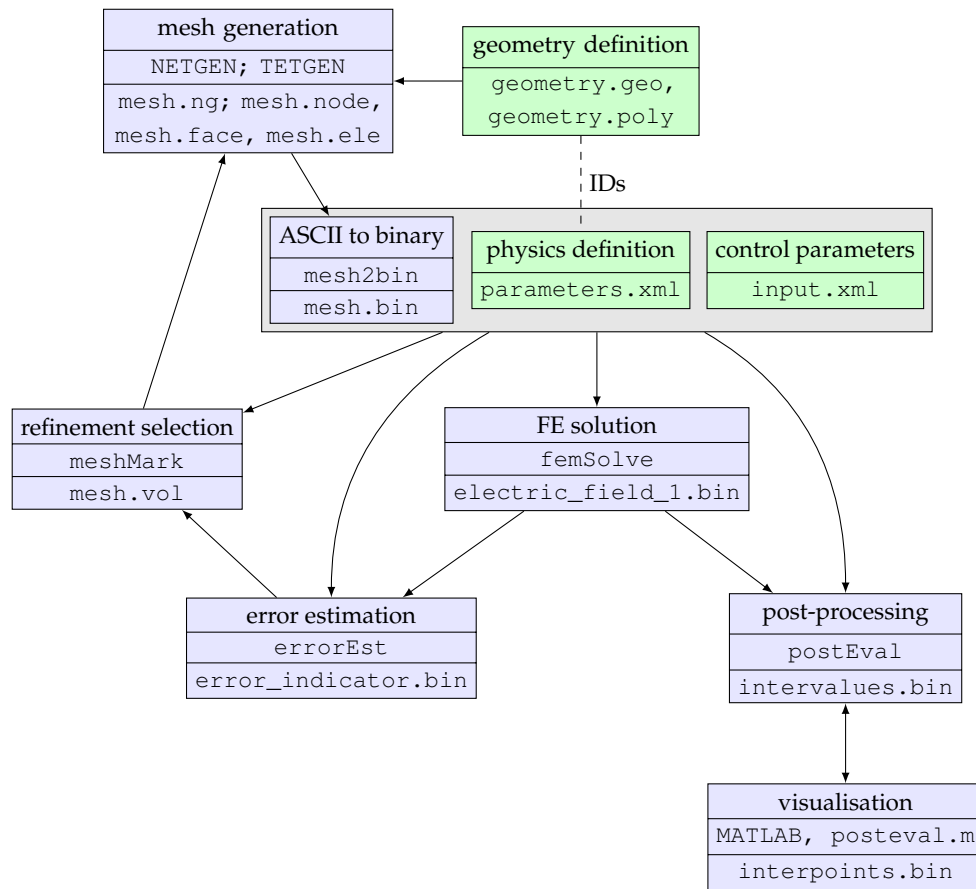 mesh generation
NETGEN; TETGEN
mesh.ng; mesh.node,
mesh.face, mesh.ele
geometry definition
geometry.geo,
geometry.poly
IDs
ASCII to binary
mesh2bin
mesh.bin
physics definition
parameters.xml
control parameters
input.xml
refinement selection
meshMark
mesh.vol
FE solution
femSolve
electric_field_1.bin
error estimation
errorEst
error_indicator.bin
post-processing
postEval
intervalues.bin
visualisation
MATLAB, posteval.m
interpoints.bin